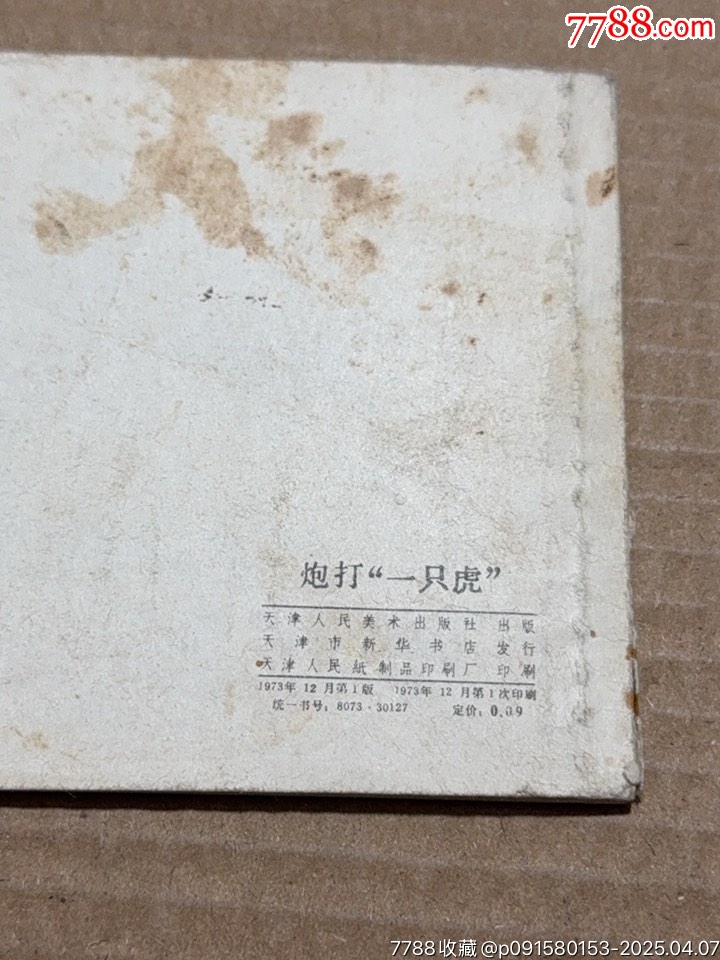 7788.com
炮打“一只虎”
天津人民美术出版社 出版
天津市新华书店 发行
天津人民紙制品印刷厂 印刷
1973年 12 月第1版 1973年 12 月第1次印刷
统一书号: 8073·30127 定价: 0.09
7788收藏@p091580153-2025.04.07